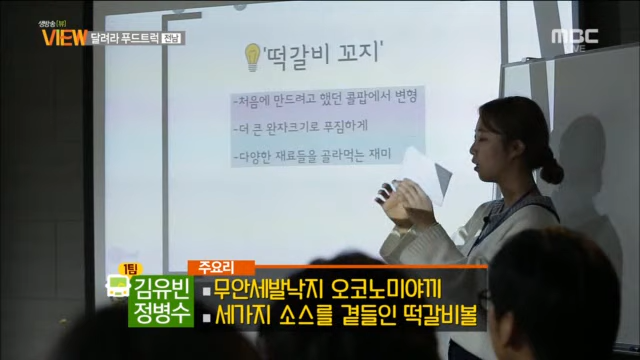 생방송 [뷰]
VIEW 달려라 푸드트럭 전남
MBC
LIVE
'떡갈비 꼬지'
-처음에 만드려고 했던 콜팝에서 변형
-더 큰 완자크기로 푸짐하게
-다양한 재료들을 골라먹는 재미
1팀
김유빈
정병수
주요리
무안세발낙지 오코노미야끼
세가지 소스를 곁들인 떡갈비볼